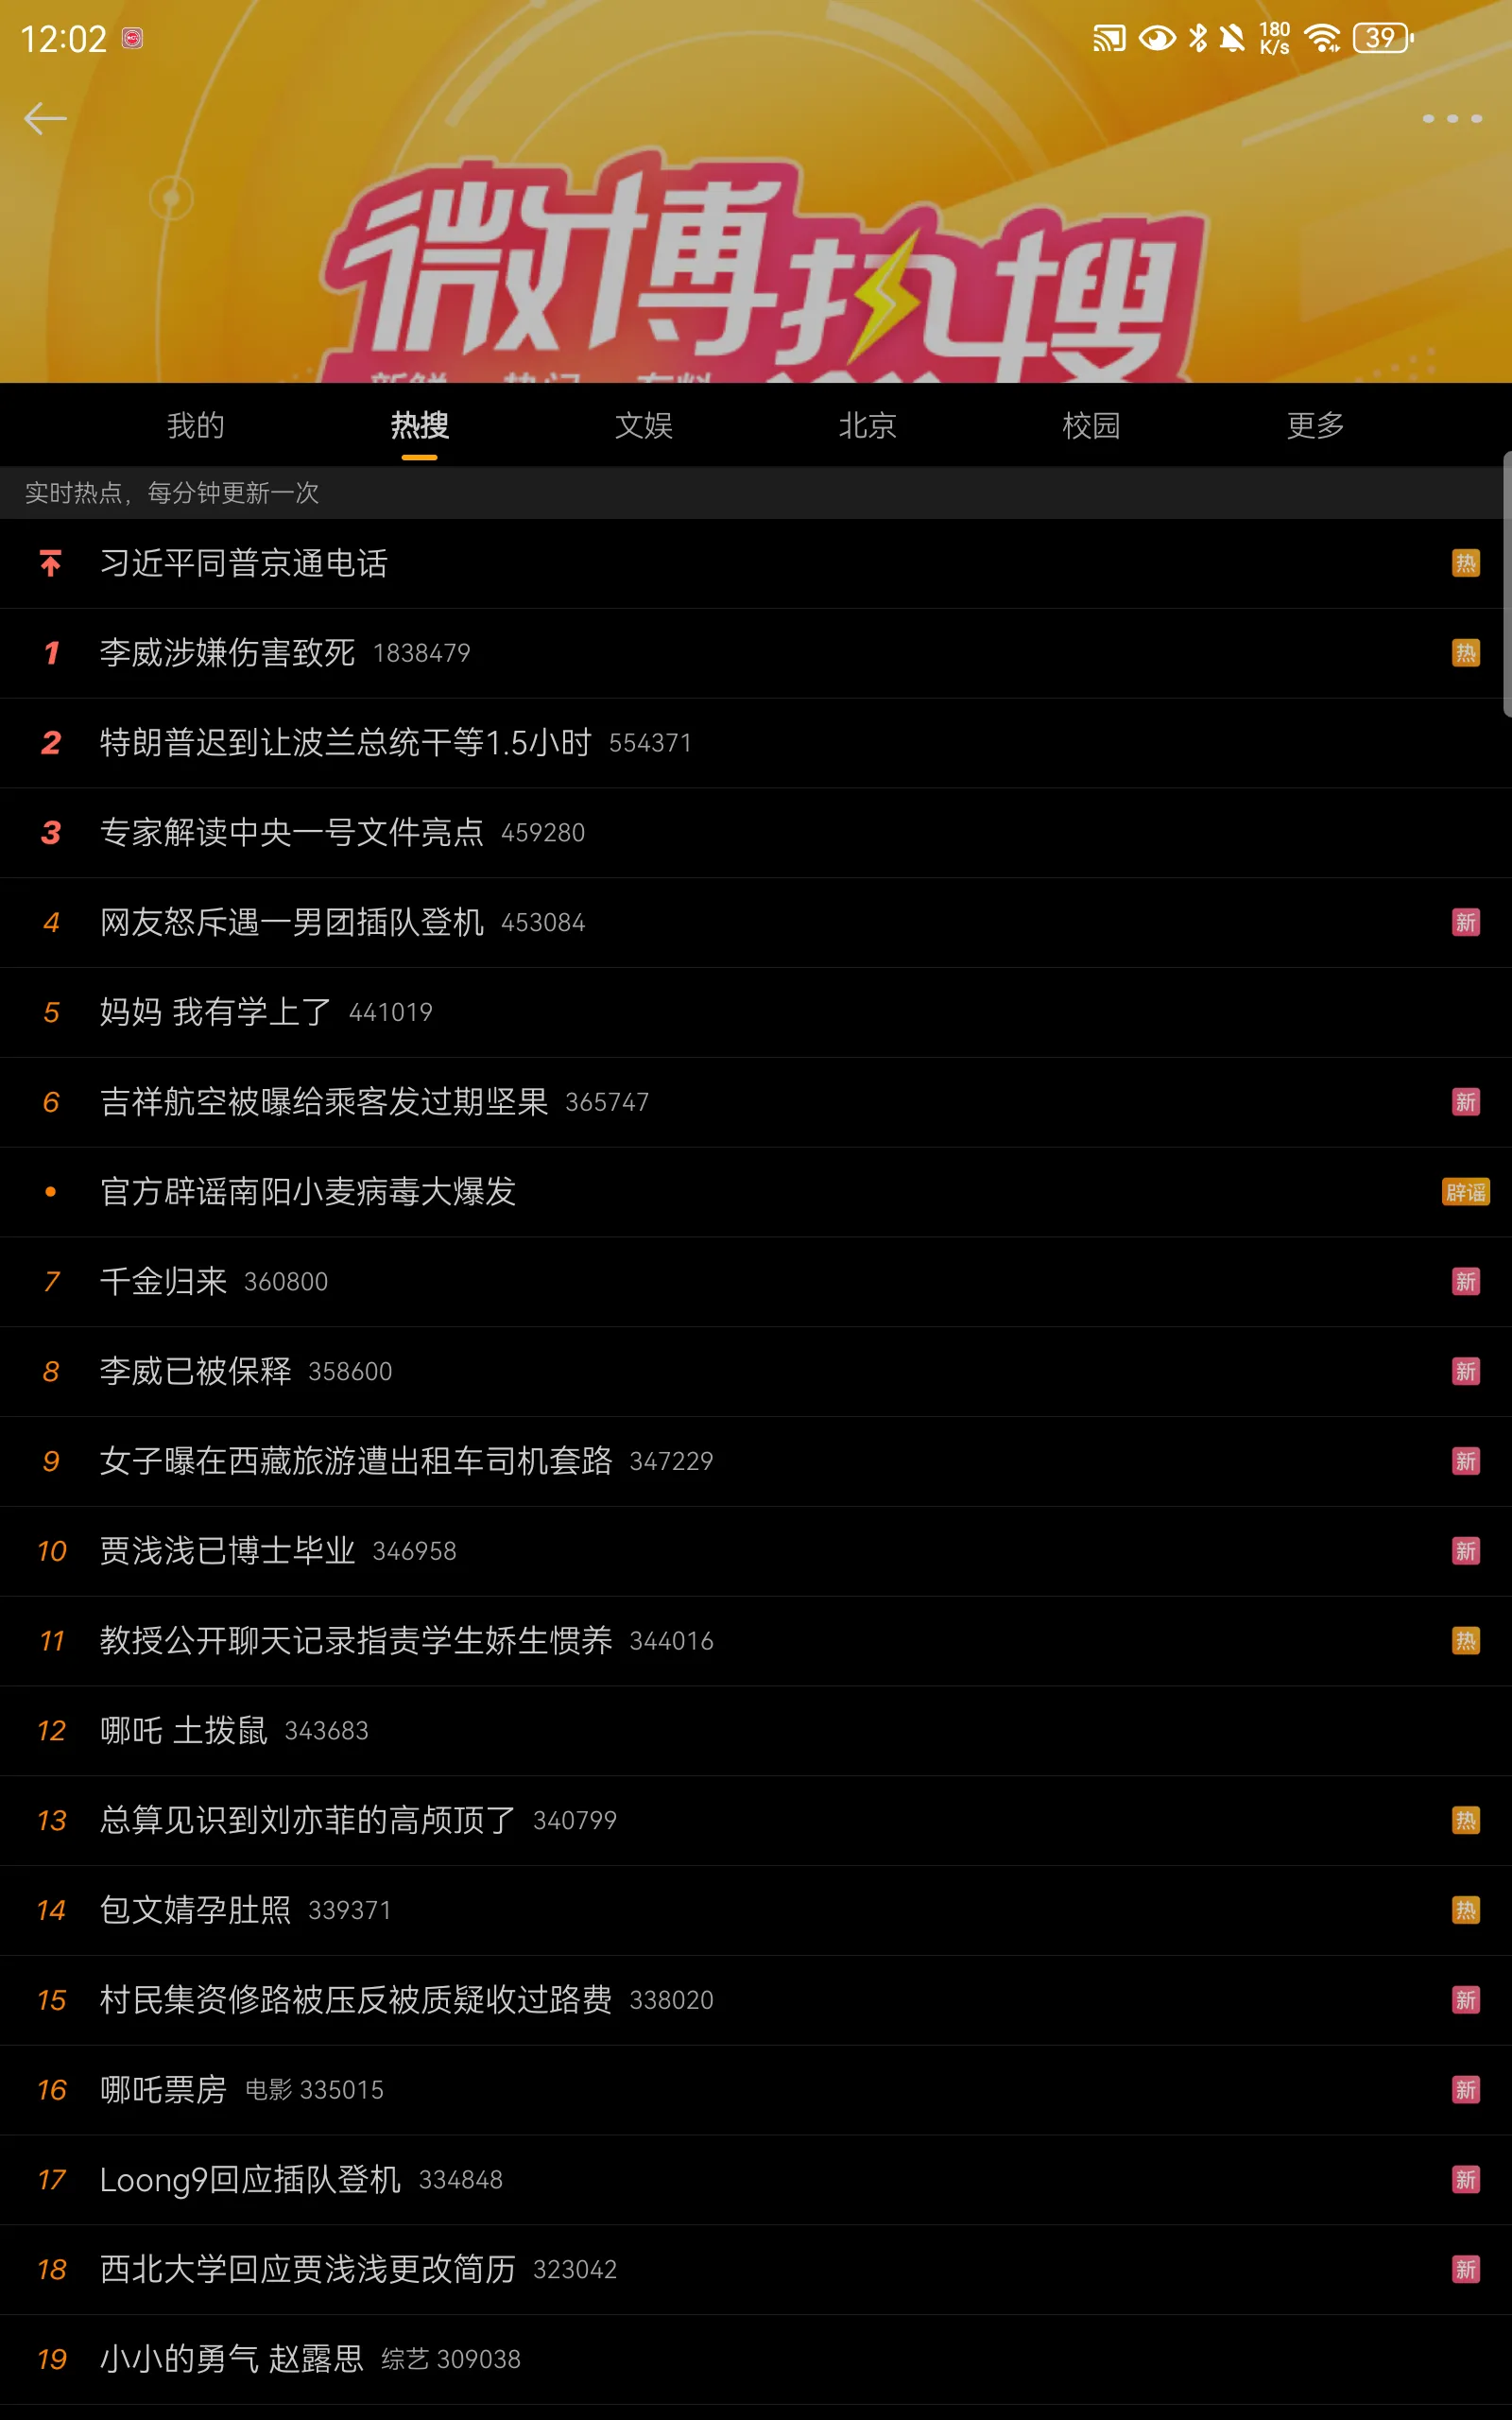 12:02
180 K/s
39
微博热搜
我的 热搜 文娱 北京 校园 更多
实时热点，每分钟更新一次
习近平同普京通电话 热
1 李威涉嫌伤害致死 1838479 热
2 特朗普迟到让波兰总统干等1.5小时 554371
3 专家解读中央一号文件亮点 459280
4 网友怒斥遇一男团插队登机 453084 新
5 妈妈 我有学上了 441019
6 吉祥航空被曝给乘客发过期坚果 365747 新
• 官方辟谣南阳小麦病毒大爆发 辟谣
7 千金归来 360800 新
8 李威已被保释 358600 新
9 女子曝在西藏旅游遭出租车司机套路 347229 新
10 贾浅浅已博士毕业 346958 新
11 教授公开聊天记录指责学生娇生惯养 344016 热
12 哪吒 土拨鼠 343683
13 总算见识到刘亦菲的高颅顶了 340799 热
14 包文婧孕肚照 339371 热
15 村民集资修路被压反被质疑收过路费 338020 新
16 哪吒票房 电影 335015 新
17 Loong9回应插队登机 334848 新
18 西北大学回应贾浅浅更改简历 323042 新
19 小小的勇气 赵露思 综艺 309038